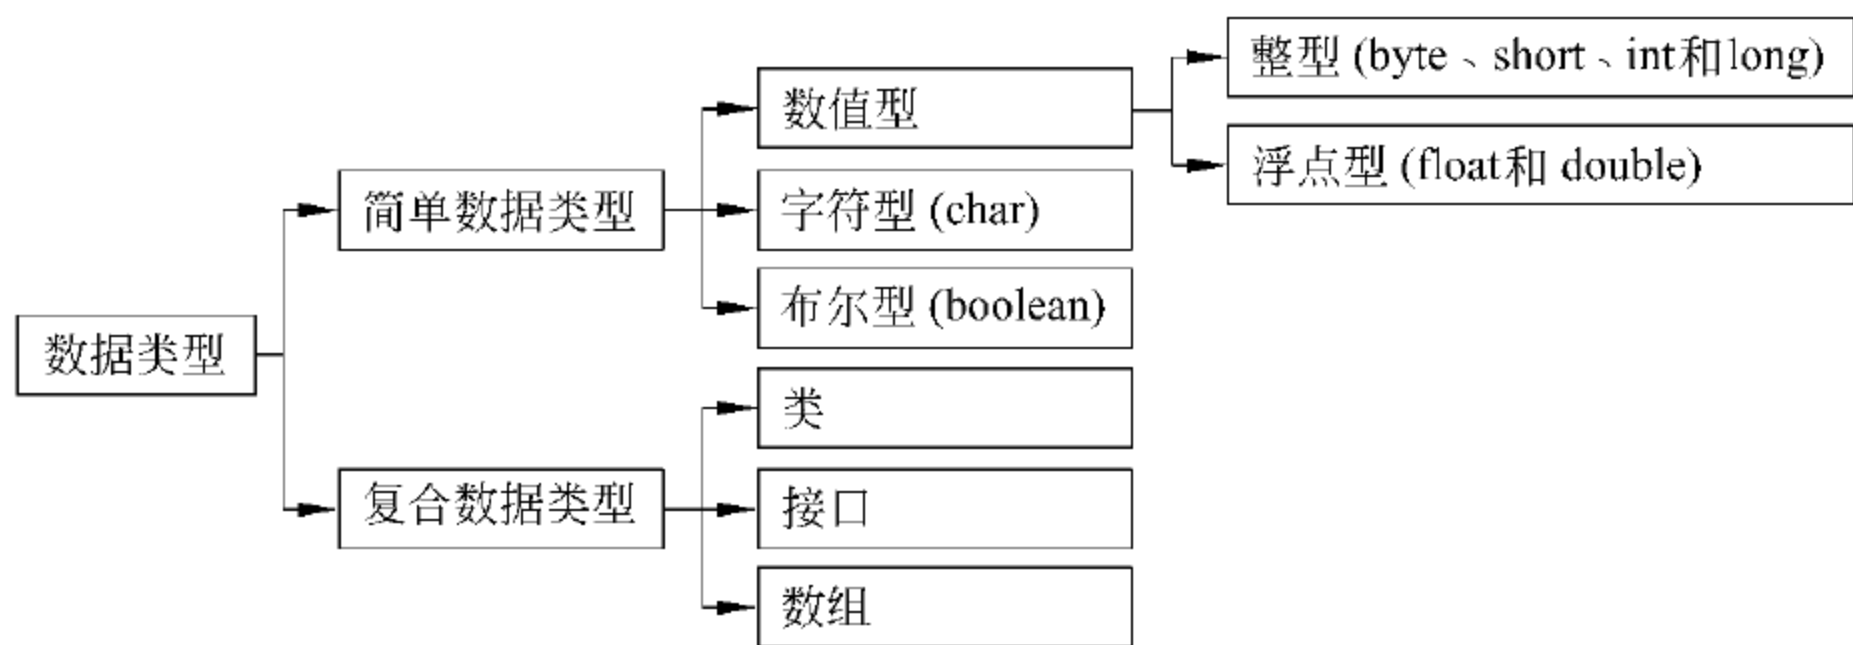 整型 (byte、short、int和long)
数值型
浮点型 (float和 double)
简单数据类型
字符型 (char)
布尔型 (boolean)
数据类型
类
复合数据类型
接口
数组